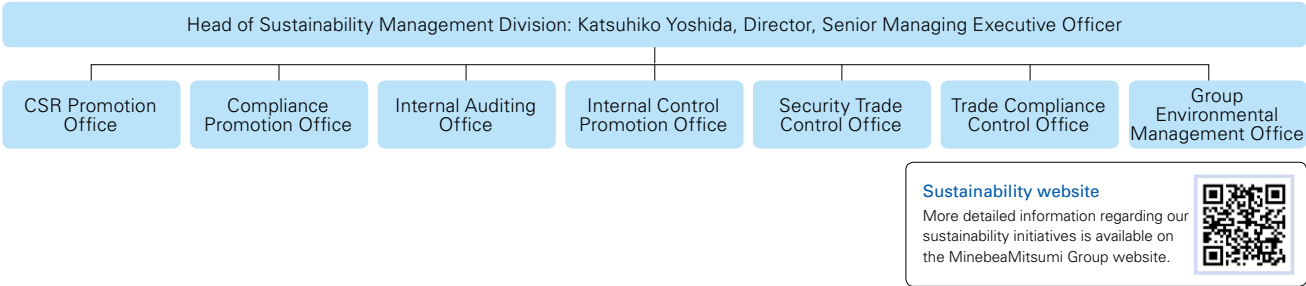 Head of Sustainability Management Division: Katsuhiko Yoshida, Director, Senior Managing Executive Officer
CSR Promotion
Office
Compliance
Promotion Office
Internal Auditing
Office
Internal Control
Promotion Office
Security Trade
Control Office
Trade Compliance
Control Office
Group
Environmental
Management Office
Sustainability website
More detailed information regarding our
sustainability initiatives is available on
the MinebeaMitsumi Group website.